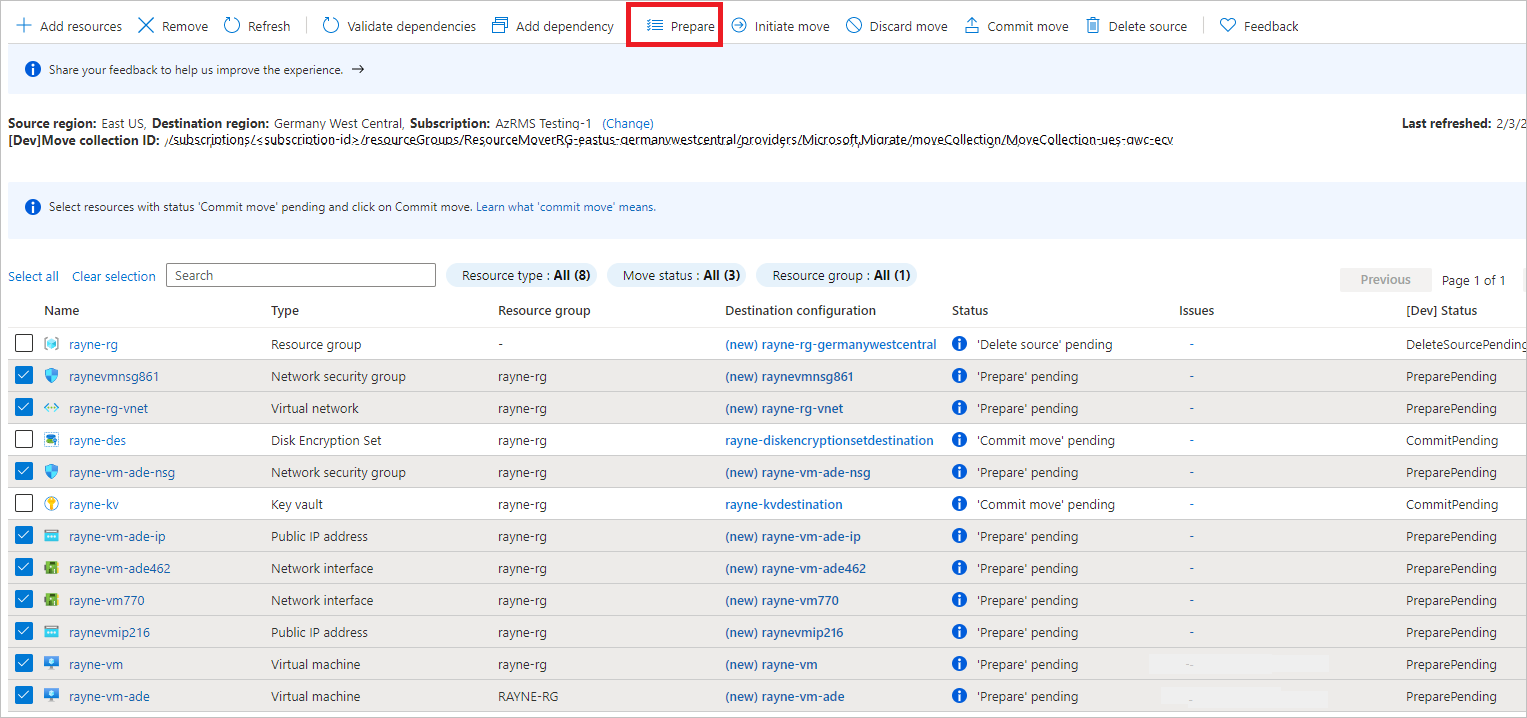 Add resources Remove Refresh Validate dependencies Add dependency Prepare Initiate move Discard move Commit move Delete source Feedback
Share your feedback to help us improve the experience. →
Source region: East US, Destination region: Germany West Central, Subscription: AzRMS Testing-1 (Change) Last refreshed: 2/3/2
[Dev]Move collection ID: /subscriptions/<subscription-id>/resourceGroups/ResourceMoverRG-eastus-germanywestcentral/providers/Microsoft.Migrate/moveCollection/MoveCollection-ues-gwc-ecy
Select resources with status 'Commit move' pending and click on Commit move. Learn what 'commit move' means.
Select all Clear selection Search Resource type : All (8) Move status : All (3) Resource group : All (1) Previous Page 1 of 1
Name Type Resource group Destination configuration Status Issues [Dev] Status
rayne-rg Resource group - (new) rayne-rg-germanywestcentral 'Delete source' pending - DeleteSourcePending
raynevmnsg861 Network security group rayne-rg (new) raynevmnsg861 'Prepare' pending - PreparePending
rayne-rg-vnet Virtual network rayne-rg (new) rayne-rg-vnet 'Prepare' pending - PreparePending
rayne-des Disk Encryption Set rayne-rg rayne-diskencryptionsetdestination 'Commit move' pending - CommitPending
rayne-vm-ade-nsg Network security group rayne-rg (new) rayne-vm-ade-nsg 'Prepare' pending - PreparePending
rayne-kv Key vault rayne-rg rayne-kvdestination 'Commit move' pending - CommitPending
rayne-vm-ade-ip Public IP address rayne-rg (new) rayne-vm-ade-ip 'Prepare' pending - PreparePending
rayne-vm-ade462 Network interface rayne-rg (new) rayne-vm-ade462 'Prepare' pending - PreparePending
rayne-vm770 Network interface rayne-rg (new) rayne-vm770 'Prepare' pending - PreparePending
raynevmip216 Public IP address rayne-rg (new) raynevmip216 'Prepare' pending - PreparePending
rayne-vm Virtual machine rayne-rg (new) rayne-vm 'Prepare' pending -- PreparePending
rayne-vm-ade Virtual machine RAYNE-RG (new) rayne-vm-ade 'Prepare' pending - PreparePending